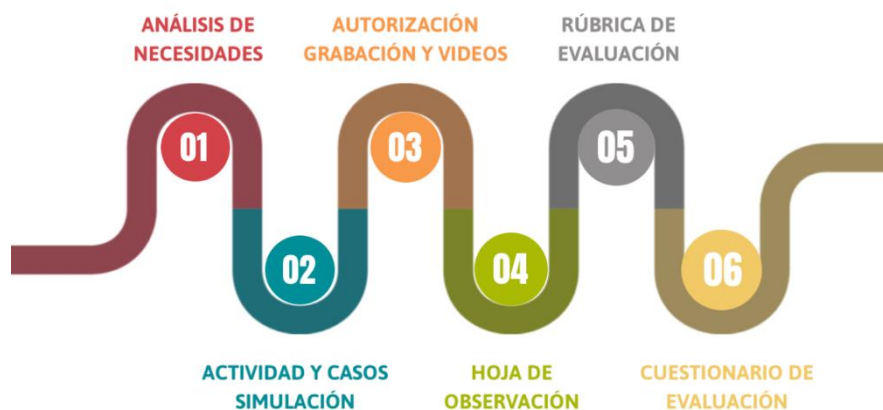 ANÁLISIS DE
NECESIDADES
AUTORIZACIÓN
GRABACIÓN Y VIDEOS
RÚBRICA DE
EVALUACIÓN
01
03
05
02
04
06
ACTIVIDAD Y CASOS
SIMULACIÓN
HOJA DE
OBSERVACIÓN
CUESTIONARIO DE
EVALUACIÓN